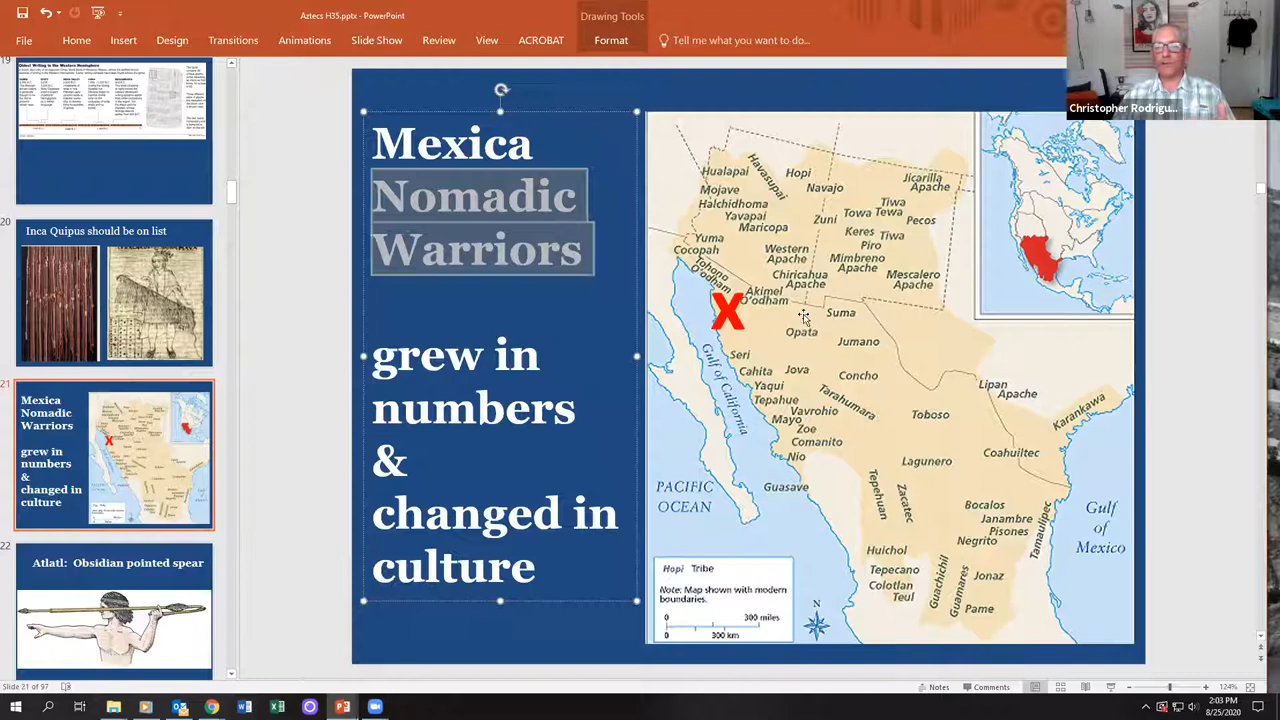 Aztecs H35.pptx - PowerPoint
Drawing Tools
File Home Insert Design Transitions Animations Slide Show Review View ACROBAT Format Tell me what you want to do...
Christopher Rodrigu...
19
20
Inca Quipus should be on list
21
Mexica
Nomadic
Warriors
grew in
numbers
&
changed in
culture
X
22
Atlatl: Obsidian pointed spear
Mexica
Nomadic
Warriors
grew in
numbers
&
changed in
culture
Hualapai
Havasupai
Hopi
Navajo
Jicarilla
Apache
Mojave
Halchidhoma
Yavapai
Maricopa
Zuni
Towa
Tiwa
Tewa
Pecos
Keres
Tiwa
Piro
Yuma
Cocopah
Western
Apache
Mimbreno
Apache
Chiricahua
Apache
Mescalero
Apache
Tohono
O'odham
Akimel
O'odham
X
Suma
Opata
Jumano
Gulf of California
Seri
Cahita
Jova
Concho
Yaqui
Tepahue
Tarahumara
Lipan
Apache
Mayo
Vavrohio
Zoe
Comanito
Toboso
Karankawa
Nio
Lagunero
Coahuiltec
PACIFIC
OCEAN
Guasave
Tepehuan
Zacatec
Bocalos
Janambre
Pisones
Negrito
Tamaulipec
Gulf
of
Mexico
Huichol
Tepecano
Colotlan
Teul
Guachichil
Guamares
Jonaz
Pame
Hopi Tribe
Note: Map shown with modern
boundaries.
0 300 miles
0 300 km
N
Slide 21 of 97
Notes
Comments
124%
2:03 PM
8/25/2020